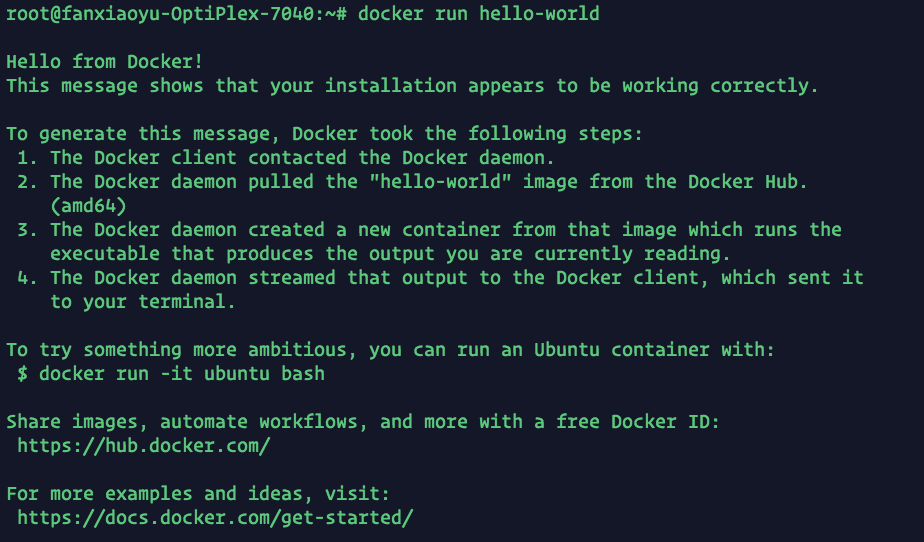 root@fanxiaoyu-OptiPlex-7040:~# docker run hello-world
Hello from Docker!
This message shows that your installation appears to be working correctly.
To generate this message, Docker took the following steps:
1. The Docker client contacted the Docker daemon.
2. The Docker daemon pulled the "hello-world" image from the Docker Hub.
(amd64)
3. The Docker daemon created a new container from that image which runs the
executable that produces the output you are currently reading.
4. The Docker daemon streamed that output to the Docker client, which sent it
to your terminal.
To try something more ambitious, you can run an Ubuntu container with:
$ docker run -it ubuntu bash
Share images, automate workflows, and more with a free Docker ID:
https://hub.docker.com/
For more examples and ideas, visit:
https://docs.docker.com/get-started/